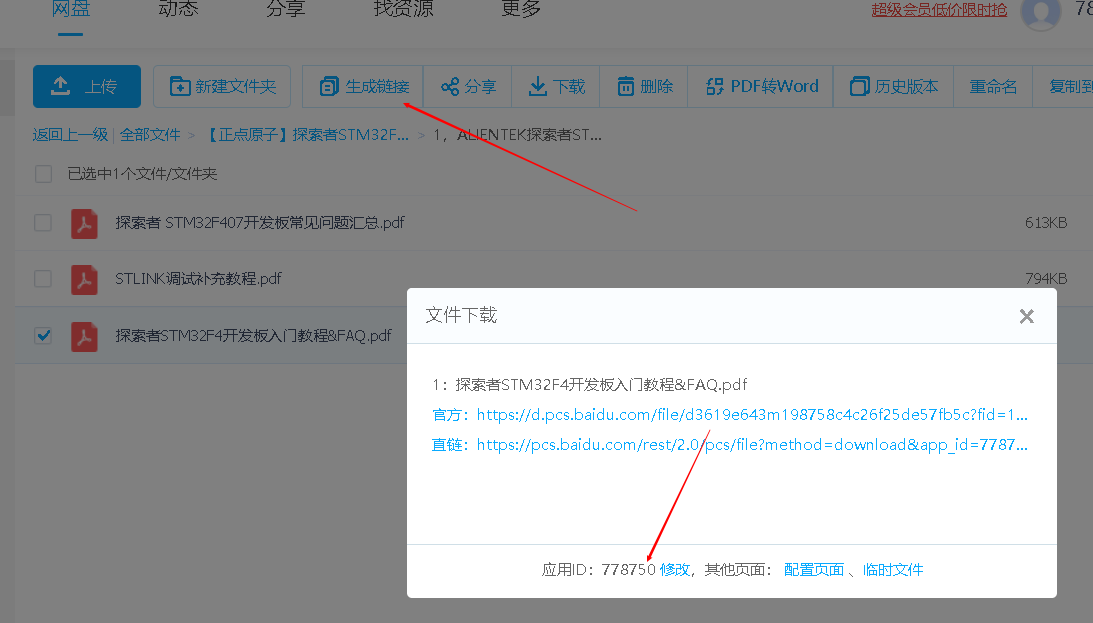 网盘 动态 分享 找资源 更多 超级会员低价限时抢 78
上传 新建文件夹 生成链接 分享 下载 删除 PDF转Word 历史版本 重命名 复制到
返回上一级 | 全部文件 > 【正点原子】探索者STM32F... > 1，ALIENTEK探索者ST...
已选中1个文件/文件夹
探索者 STM32F407开发板常见问题汇总.pdf 613KB
STLINK调试补充教程.pdf 794KB
探索者STM32F4开发板入门教程&FAQ.pdf
文件下载
1：探索者STM32F4开发板入门教程&FAQ.pdf
官方：https://d.pcs.baidu.com/file/d3619e643m198758c4c26f25de57fb5c?fid=1...
直链：https://pcs.baidu.com/rest/2.0/pcs/file?method=download&app_id=7787...
应用ID：778750 修改，其他页面： 配置页面 、临时文件